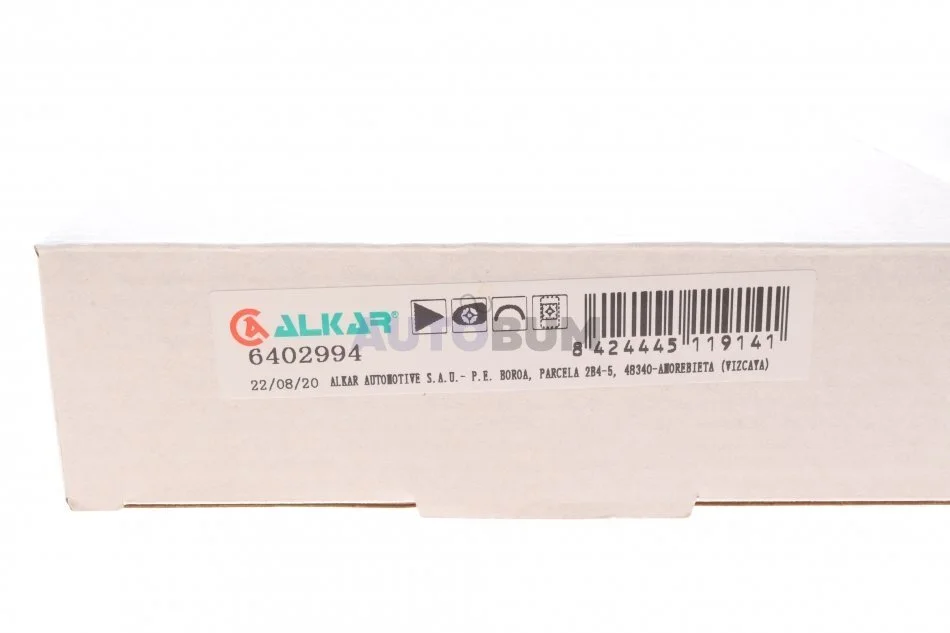 ALKAR®
AUTOBUM
6402994
8 424445 119141
22/08/20 ALKAR AUTOMOTIVE S.A.U.- P.E. BOROA, PARCELA 2B4-5, 48340-AMOREBIETA (VIZCAYA)